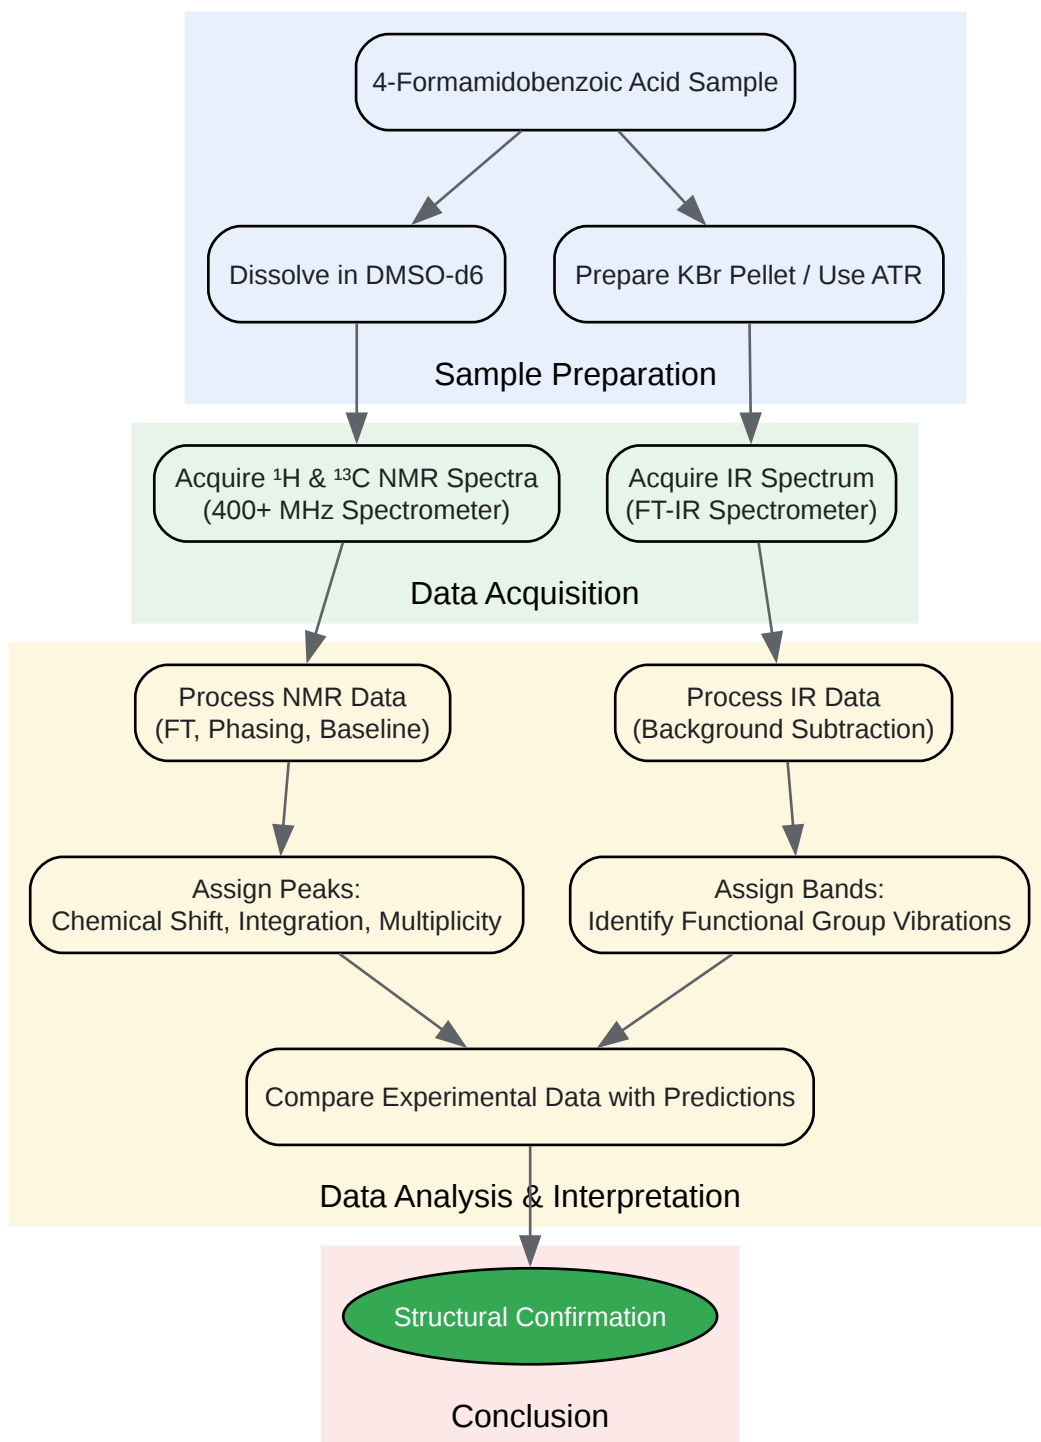 4-Formamidobenzoic Acid Sample
Dissolve in DMSO-d6
Prepare KBr Pellet / Use ATR
Sample Preparation
Acquire ¹H & ¹³C NMR Spectra
(400+ MHz Spectrometer)
Acquire IR Spectrum
(FT-IR Spectrometer)
Data Acquisition
Process NMR Data
(FT, Phasing, Baseline)
Process IR Data
(Background Subtraction)
Assign Peaks:
Chemical Shift, Integration, Multiplicity
Assign Bands:
Identify Functional Group Vibrations
Compare Experimental Data with Predictions
Data Analysis & Interpretation
Structural Confirmation
Conclusion